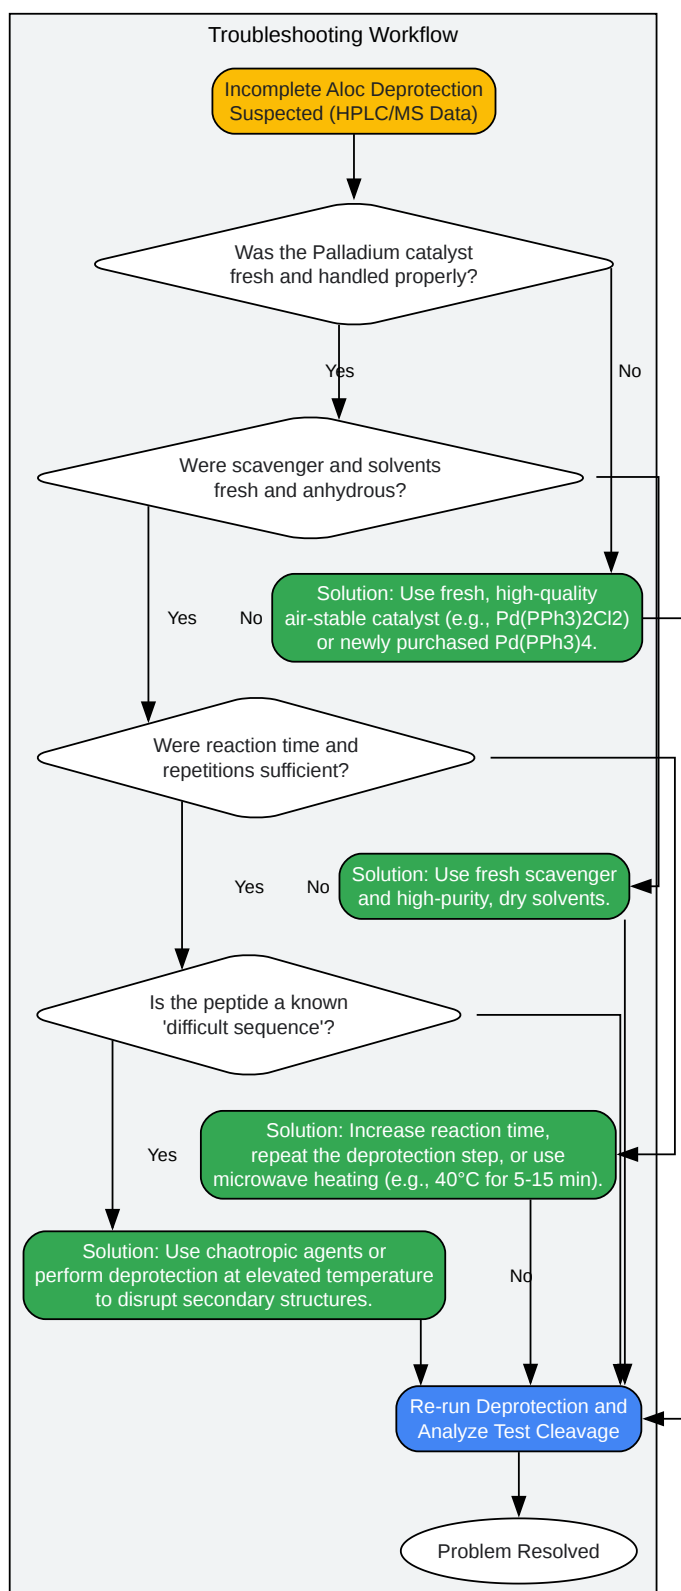 Troubleshooting Workflow
Incomplete Aloc Deprotection
Suspected (HPLC/MS Data)
Was the Palladium catalyst
fresh and handled properly?
Yes
No
Were scavenger and solvents
fresh and anhydrous?
Solution: Use fresh, high-quality
air-stable catalyst (e.g., Pd(PPh3)2Cl2)
or newly purchased Pd(PPh3)4.
Yes
No
Were reaction time and
repetitions sufficient?
Solution: Use fresh scavenger
and high-purity, dry solvents.
Yes
No
Is the peptide a known
'difficult sequence'?
Solution: Increase reaction time,
repeat the deprotection step, or use
microwave heating (e.g., 40°C for 5-15 min).
Yes
Solution: Use chaotropic agents or
perform deprotection at elevated temperature
to disrupt secondary structures.
No
Re-run Deprotection and
Analyze Test Cleavage
Problem Resolved